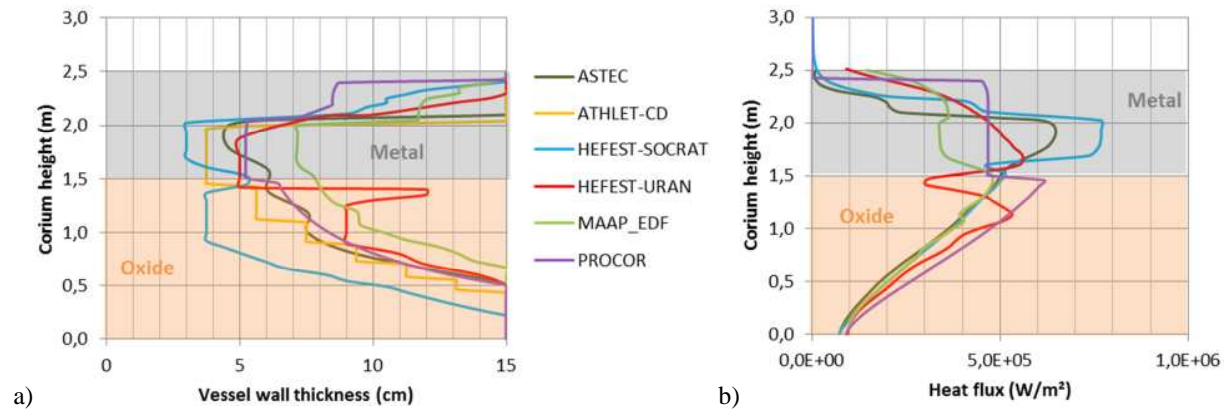 3,0
2,5
2,0
1,5
1,0
0,5
0,0
Corium height (m)
Metal
Oxide
0
5
10
15
Vessel wall thickness (cm)
a)
ASTEC
ATHLET-CD
HEFEST-SOCRAT
HEFEST-URAN
MAAP_EDF
PROCOR
3,0
2,5
2,0
1,5
1,0
0,5
0,0
Corium height (m)
Metal
Oxide
0,0E+00
5,0E+05
1,0E+06
Heat flux (W/m²)
b)